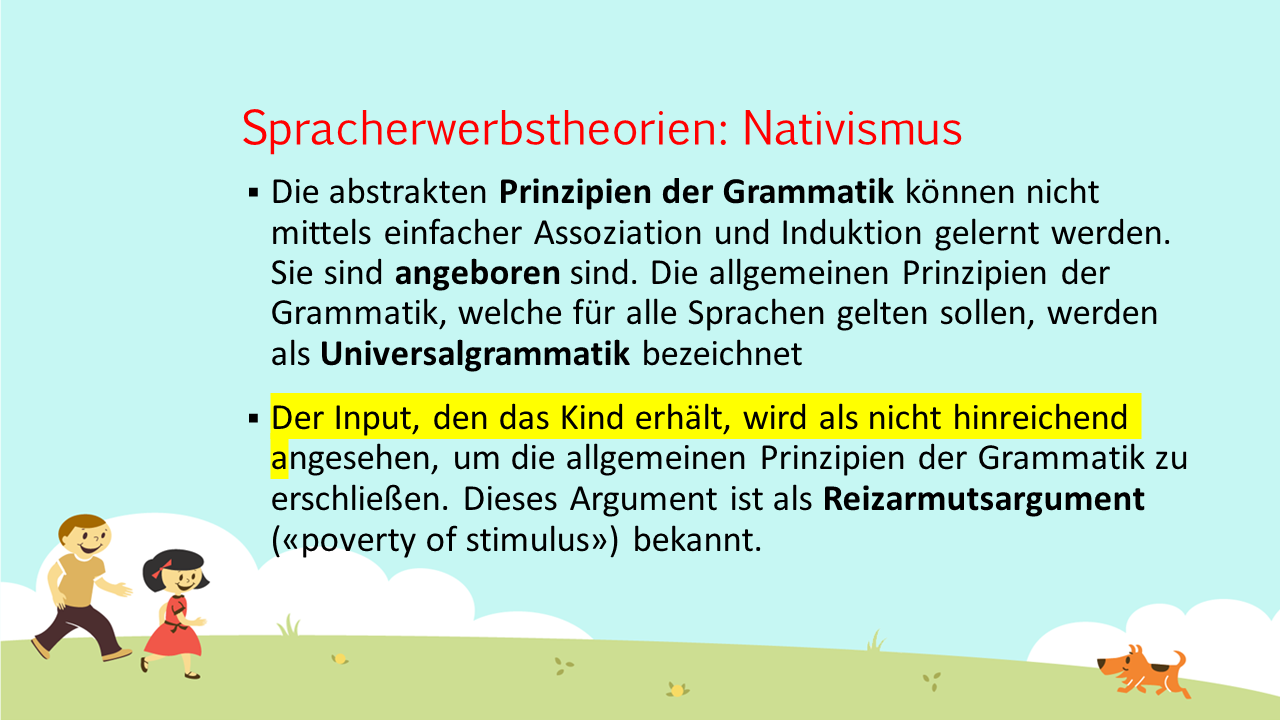 Spracherwerbstheorien: Nativismus
▪ Die abstrakten Prinzipien der Grammatik können nicht
mittels einfacher Assoziation und Induktion gelernt werden.
Sie sind angeboren sind. Die allgemeinen Prinzipien der
Grammatik, welche für alle Sprachen gelten sollen, werden
als Universalgrammatik bezeichnet
▪ Der Input, den das Kind erhält, wird als nicht hinreichend
angesehen, um die allgemeinen Prinzipien der Grammatik zu
erschließen. Dieses Argument ist als Reizarmutsargument
(«poverty of stimulus») bekannt.